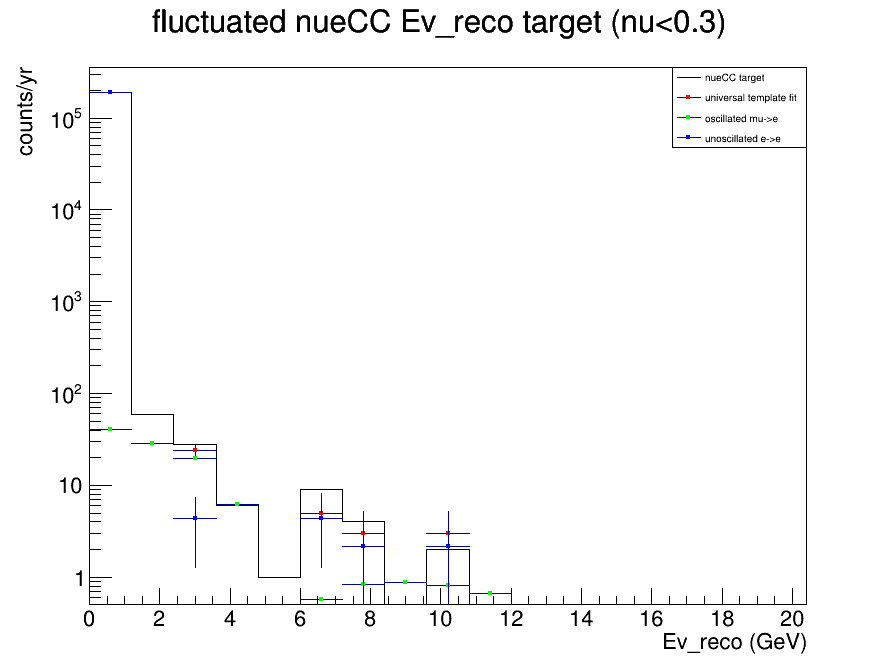 fluctuated nueCC Ev_reco target (nu<0.3)
counts/yr
nueCC target
universal template fit
oscillated mu->e
unoscillated e->e
10^5
10^4
10^3
10^2
10
1
0 2 4 6 8 10 12 14 16 18 20
Ev_reco (GeV)